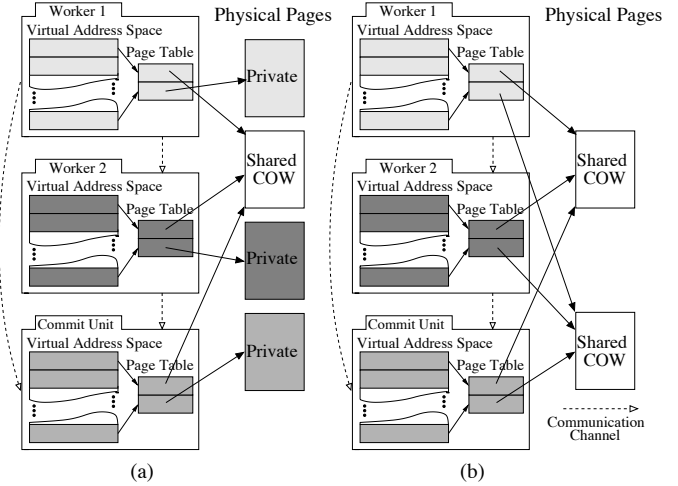 Worker 1
Virtual Address Space
Page Table
Worker 2
Virtual Address Space
Page Table
Commit Unit
Virtual Address Space
Page Table
Physical Pages
Private
Shared
COW
Private
Private
(a)
Worker 1
Virtual Address Space
Page Table
Worker 2
Virtual Address Space
Page Table
Commit Unit
Virtual Address Space
Page Table
Physical Pages
Shared
COW
Shared
COW
Communication
Channel
(b)